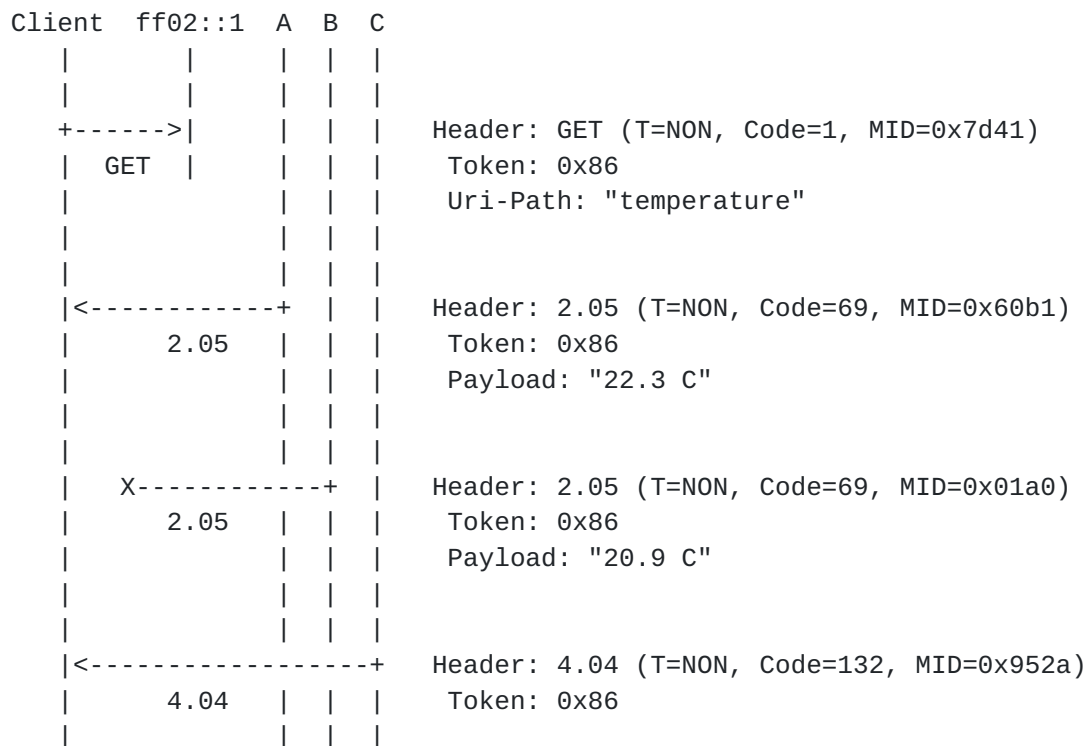 Client  ff02::1  A  B  C
   |       |     |  |  |
   |       |     |  |  |
   +------>|     |  |  |   Header: GET (T=NON, Code=1, MID=0x7d41)
   |  GET  |     |  |  |    Token: 0x86
   |             |  |  |    Uri-Path: "temperature"
   |             |  |  |
   |             |  |  |
   |<------------+  |  |   Header: 2.05 (T=NON, Code=69, MID=0x60b1)
   |      2.05   |  |  |    Token: 0x86
   |             |  |  |    Payload: "22.3 C"
   |             |  |  |
   |             |  |  |
   |   X------------+  |   Header: 2.05 (T=NON, Code=69, MID=0x01a0)
   |      2.05   |  |  |    Token: 0x86
   |             |  |  |    Payload: "20.9 C"
   |             |  |  |
   |             |  |  |
   |<------------------+   Header: 4.04 (T=NON, Code=132, MID=0x952a)
   |      4.04   |  |  |    Token: 0x86
   |             |  |  |